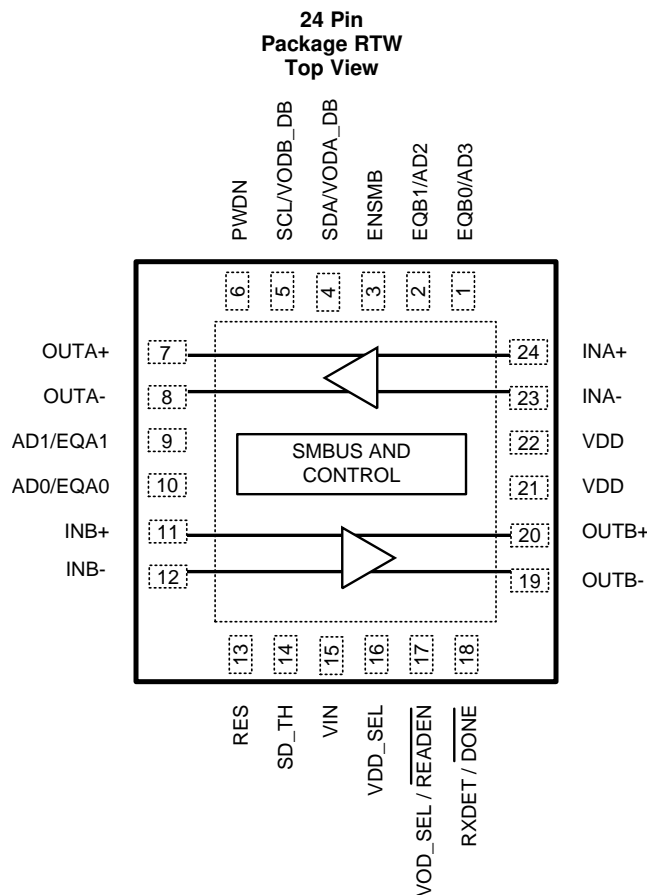 24 Pin
Package RTW
Top View
PWDN
SCL/VODB_DB
SDA/VODA_DB
ENSMB
EQB1/AD2
EQB0/AD3
6
5
4
3
2
1
OUTA+
7
24
INA+
OUTA-
8
23
INA-
AD1/EQA1
9
SMBUS AND
CONTROL
22
VDD
AD0/EQA0
10
21
VDD
INB+
11
20
OUTB+
INB-
12
19
OUTB-
13
14
15
16
17
18
RES
SD_TH
VIN
VDD_SEL
VOD_SEL / READEN
RXDET / DONE